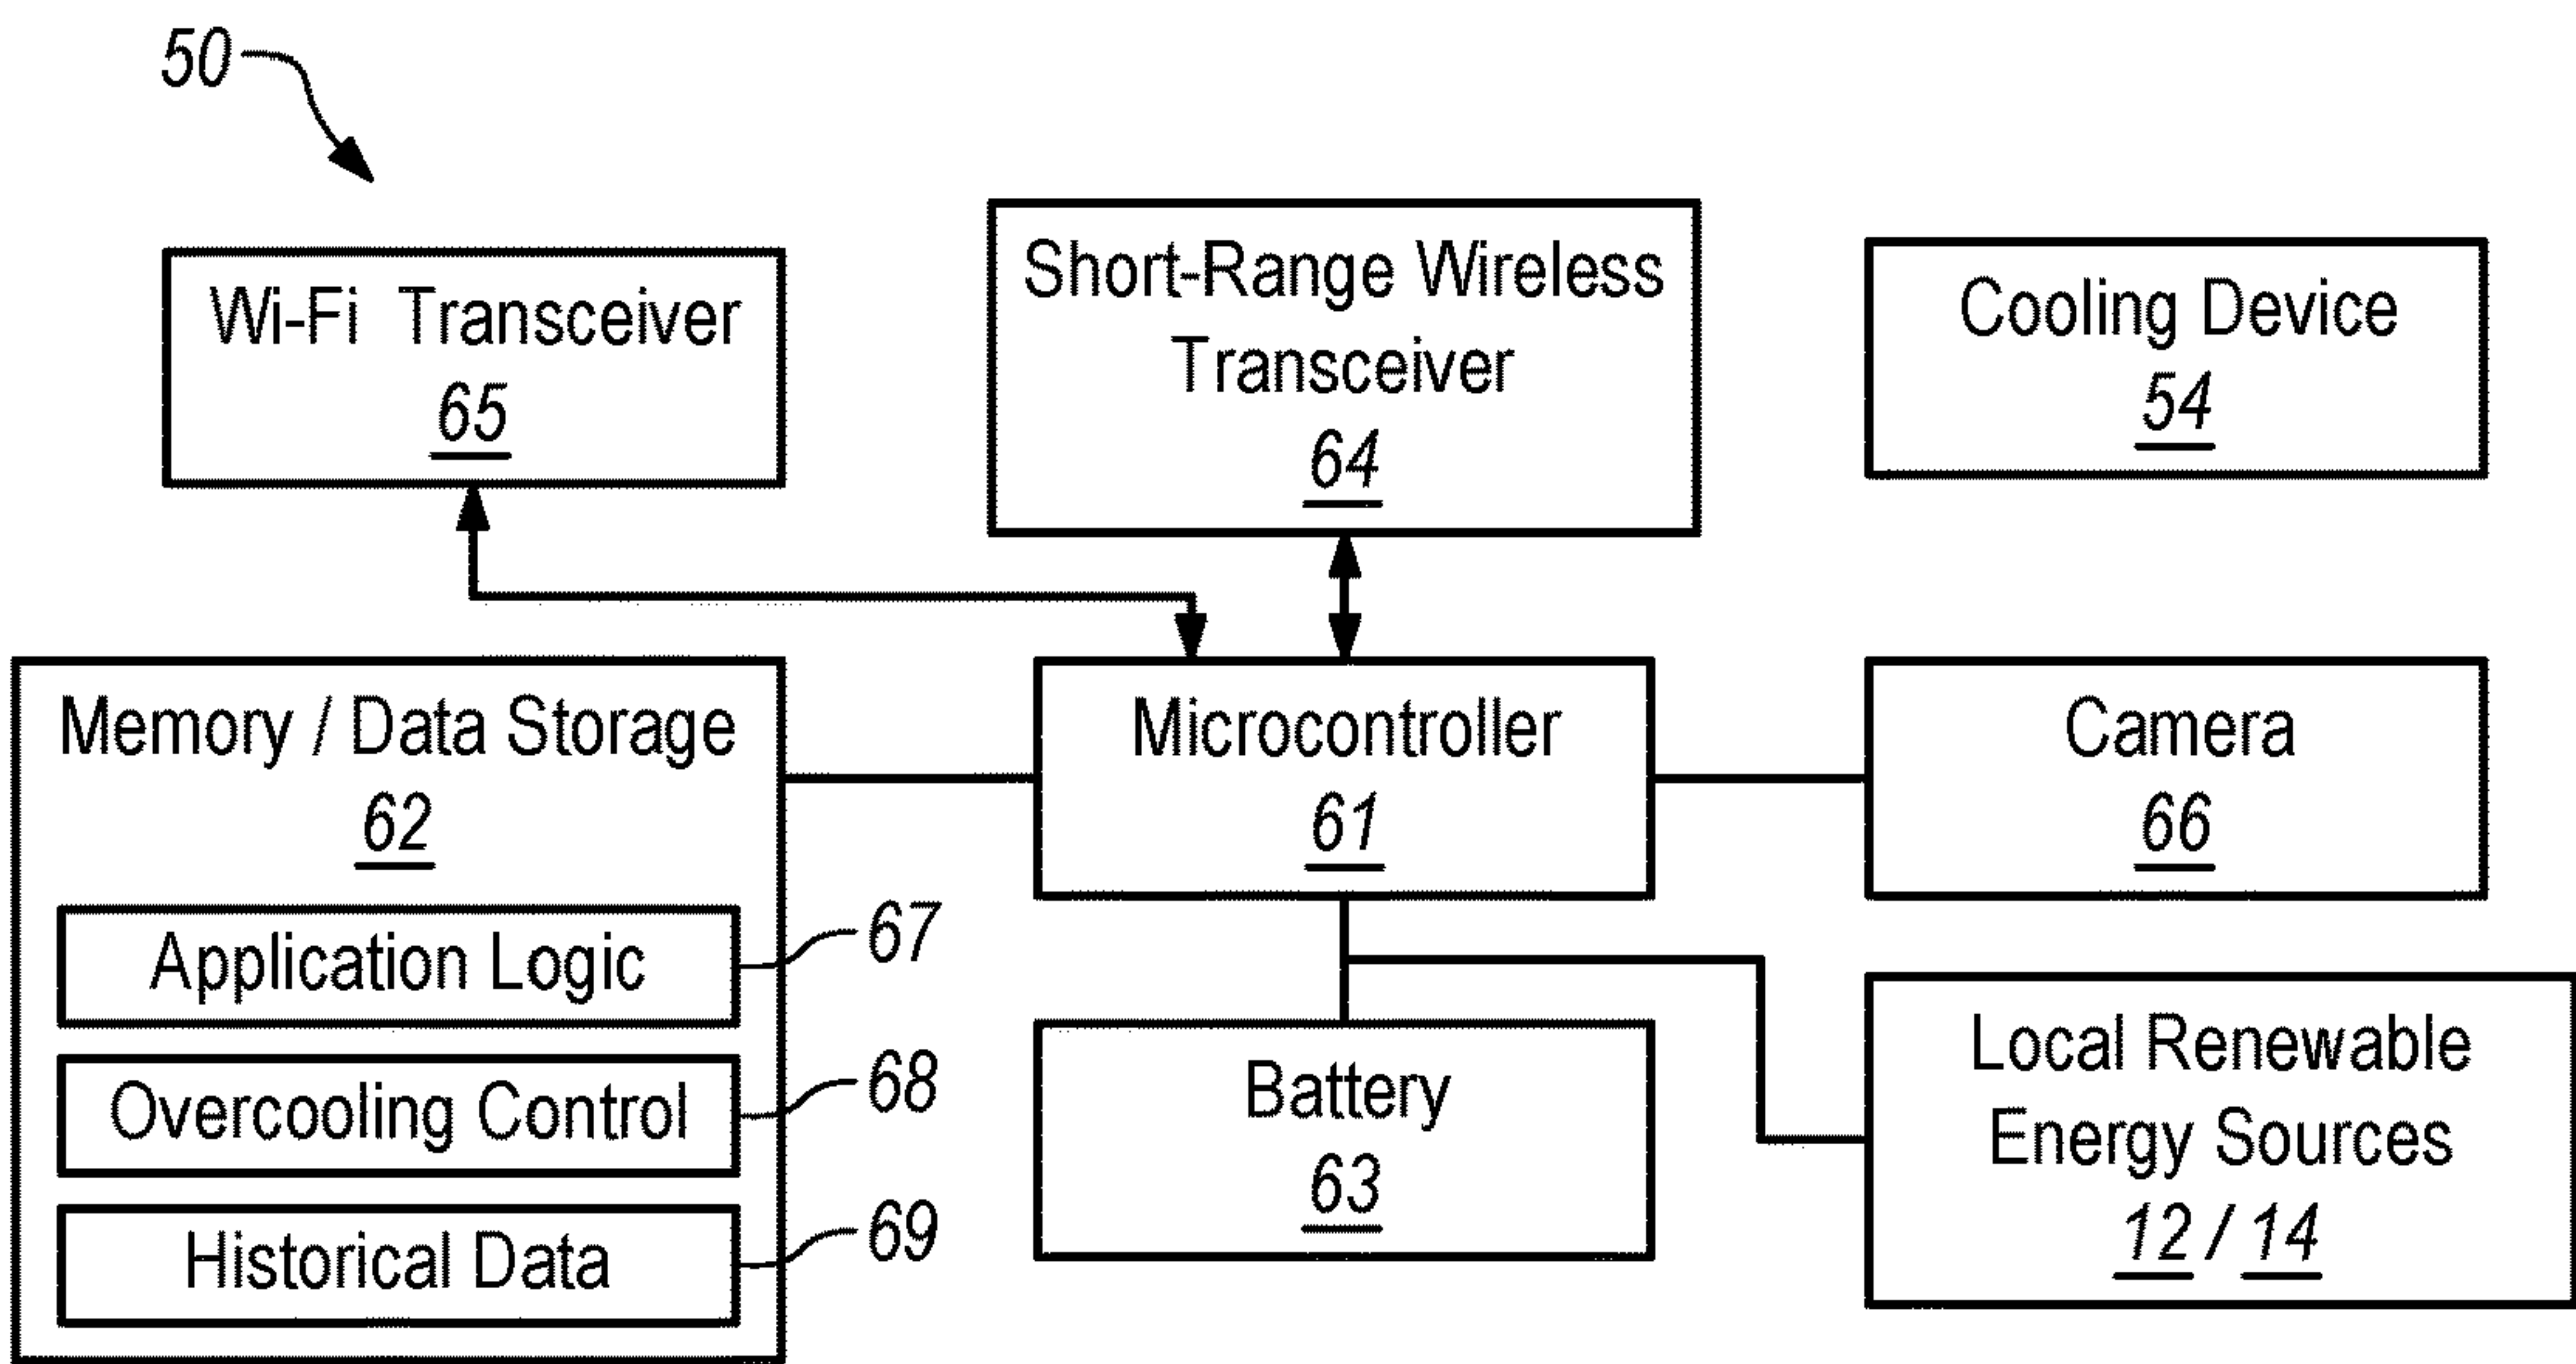 50
Wi-Fi Transceiver
65
Short-Range Wireless
Transceiver
64
Cooling Device
54
Memory / Data Storage
62
Application Logic
67
Overcooling Control
68
Historical Data
69
Microcontroller
61
Camera
66
Battery
63
Local Renewable
Energy Sources
12 / 14